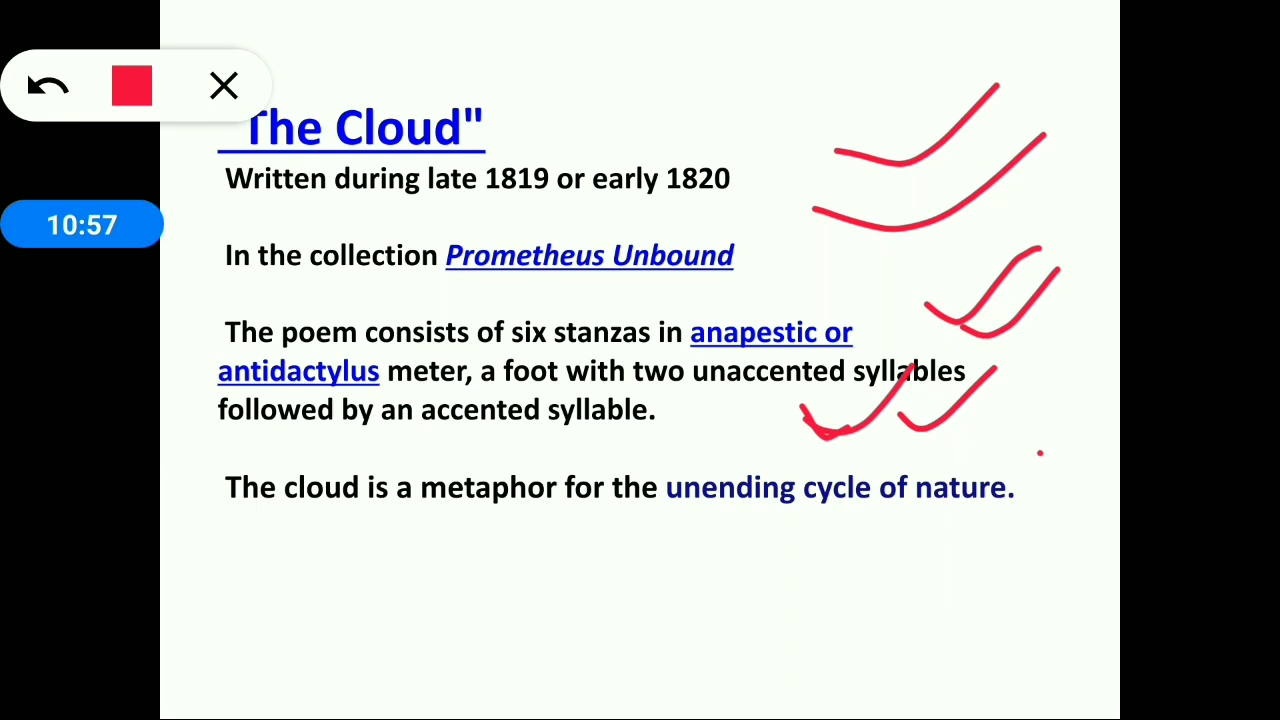 "The Cloud"
Written during late 1819 or early 1820
10:57
In the collection Prometheus Unbound
The poem consists of six stanzas in anapestic or
antidactylus meter, a foot with two unaccented syllables
followed by an accented syllable.
The cloud is a metaphor for the unending cycle of nature.